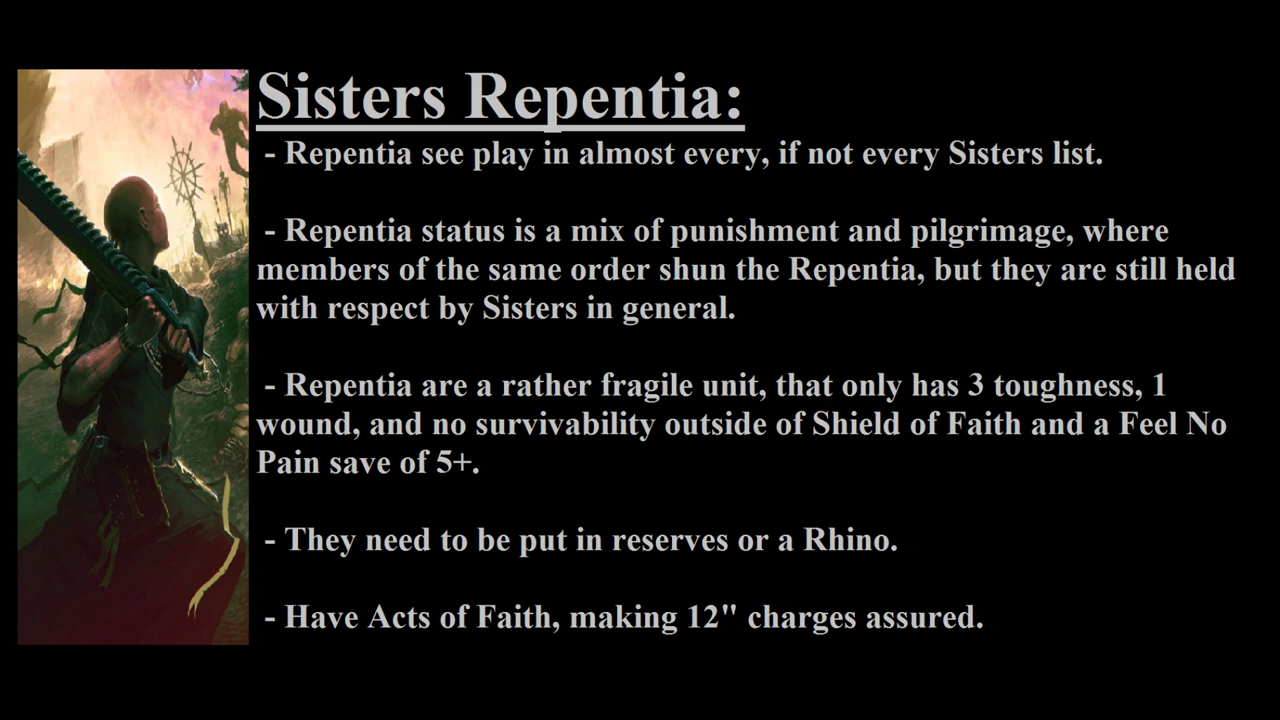 Sisters Repentia:
- Repentia see play in almost every, if not every Sisters list.
- Repentia status is a mix of punishment and pilgrimage, where
members of the same order shun the Repentia, but they are still held
with respect by Sisters in general.
- Repentia are a rather fragile unit, that only has 3 toughness, 1
wound, and no survivability outside of Shield of Faith and a Feel No
Pain save of 5+.
- They need to be put in reserves or a Rhino.
- Have Acts of Faith, making 12" charges assured.